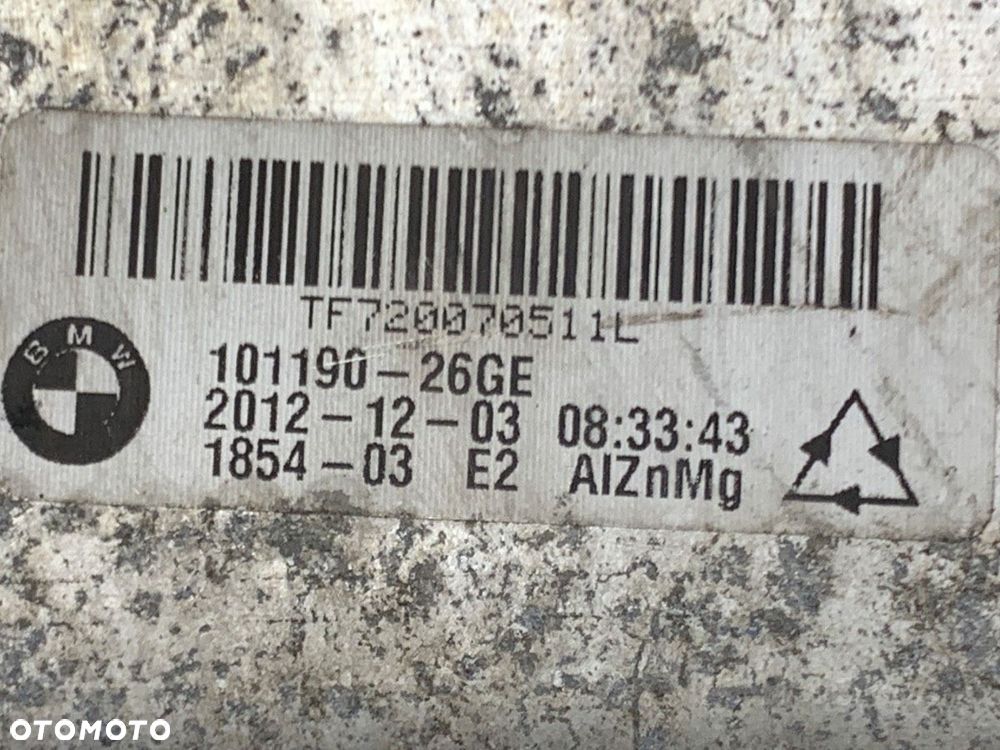 TF720070511L
BMW
101190-26GE
2012-12-03 08:33:43
1854-03 E2 AlZnMg
OTOMOTO